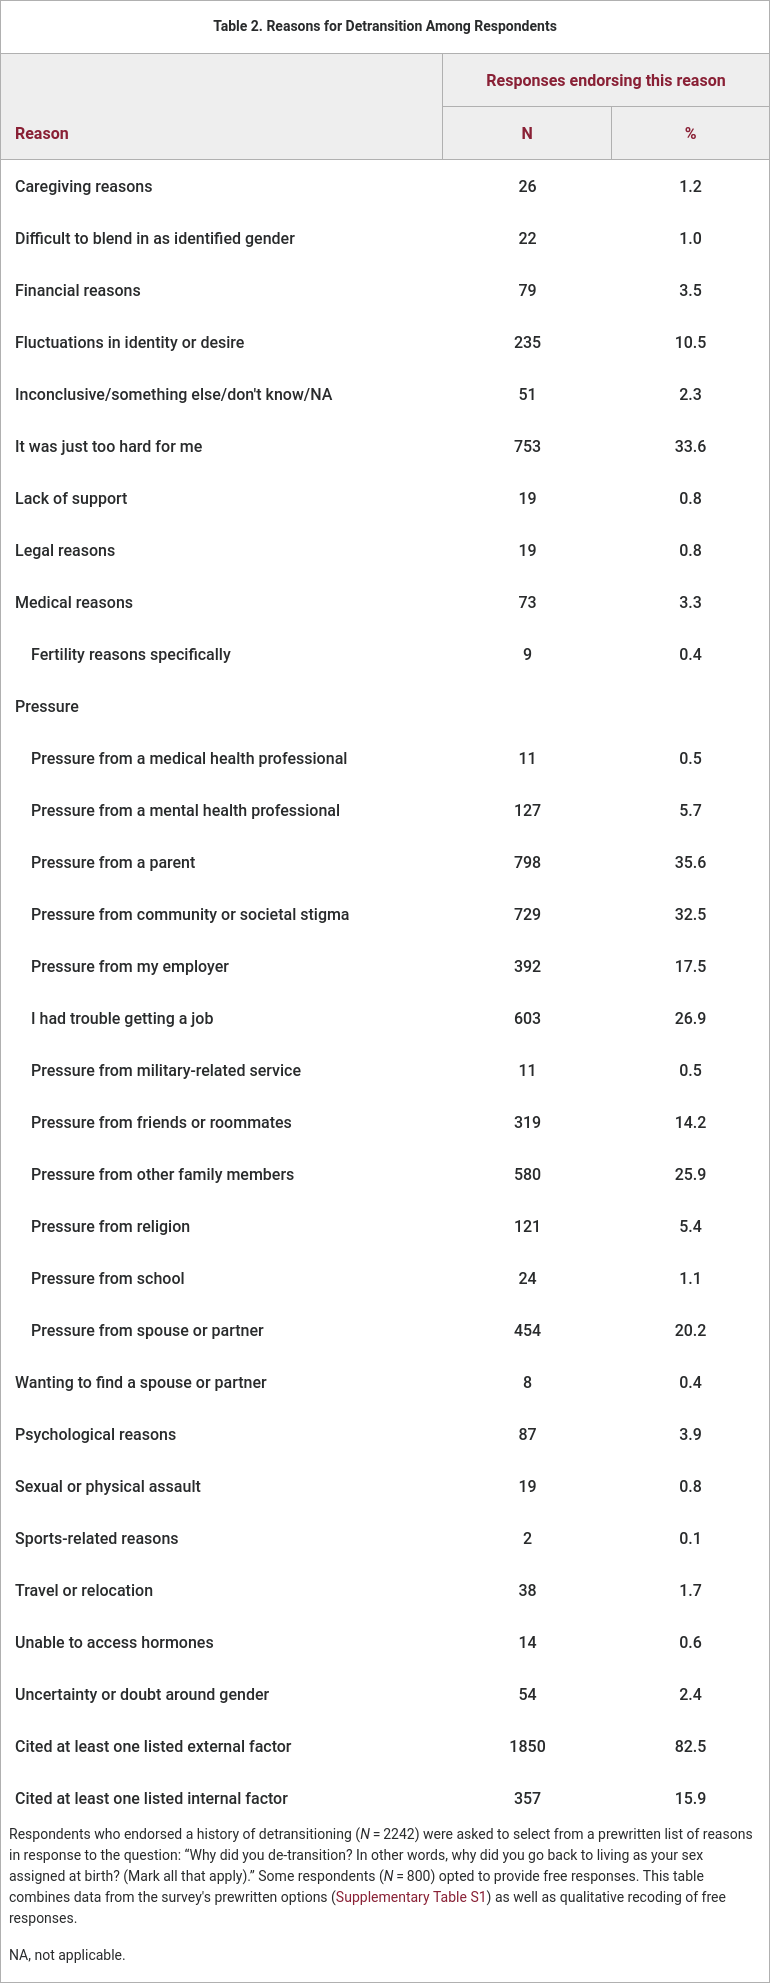 Table 2. Reasons for Detransition Among Respondents
Responses endorsing this reason
Reason N %
Caregiving reasons 26 1.2
Difficult to blend in as identified gender 22 1.0
Financial reasons 79 3.5
Fluctuations in identity or desire 235 10.5
Inconclusive/something else/don't know/NA 51 2.3
It was just too hard for me 753 33.6
Lack of support 19 0.8
Legal reasons 19 0.8
Medical reasons 73 3.3
Fertility reasons specifically 9 0.4
Pressure
Pressure from a medical health professional 11 0.5
Pressure from a mental health professional 127 5.7
Pressure from a parent 798 35.6
Pressure from community or societal stigma 729 32.5
Pressure from my employer 392 17.5
I had trouble getting a job 603 26.9
Pressure from military-related service 11 0.5
Pressure from friends or roommates 319 14.2
Pressure from other family members 580 25.9
Pressure from religion 121 5.4
Pressure from school 24 1.1
Pressure from spouse or partner 454 20.2
Wanting to find a spouse or partner 8 0.4
Psychological reasons 87 3.9
Sexual or physical assault 19 0.8
Sports-related reasons 2 0.1
Travel or relocation 38 1.7
Unable to access hormones 14 0.6
Uncertainty or doubt around gender 54 2.4
Cited at least one listed external factor 1850 82.5
Cited at least one listed internal factor 357 15.9
Respondents who endorsed a history of detransitioning (N = 2242) were asked to select from a prewritten list of reasons
in response to the question: “Why did you de-transition? In other words, why did you go back to living as your sex
assigned at birth? (Mark all that apply).” Some respondents (N = 800) opted to provide free responses. This table
combines data from the survey's prewritten options (Supplementary Table S1) as well as qualitative recoding of free
responses.
NA, not applicable.